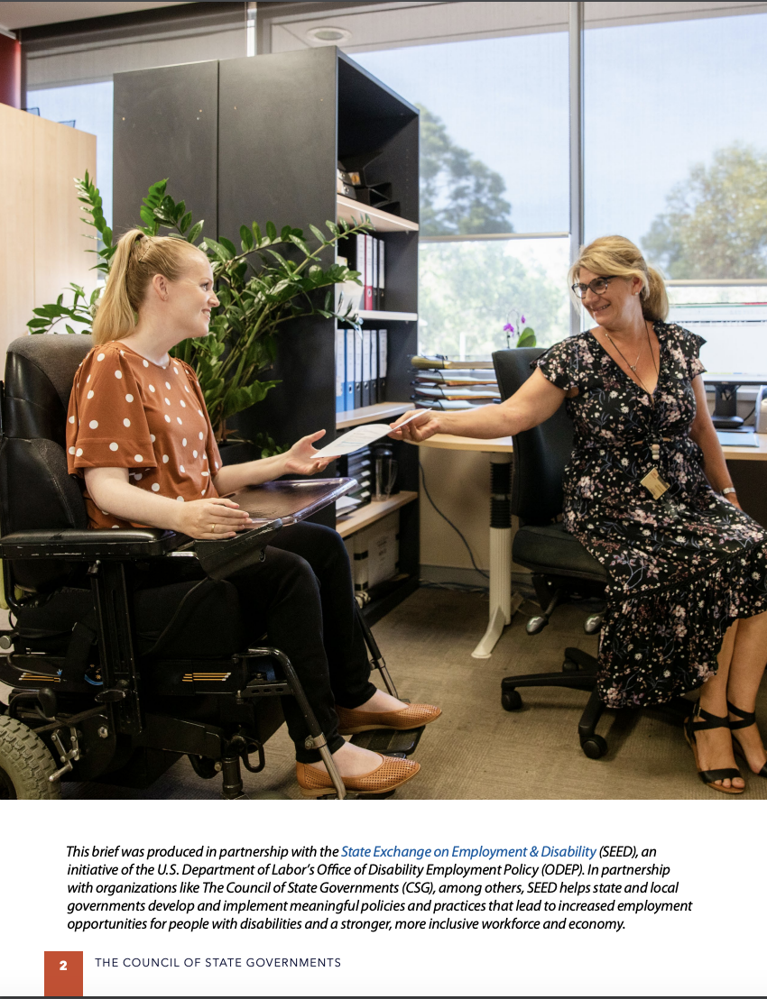 This brief was produced in partnership with the State Exchange on Employment & Disability (SEED), an
initiative of the U.S. Department of Labor’s Office of Disability Employment Policy (ODEP). In partnership
with organizations like The Council of State Governments (CSG), among others, SEED helps state and local
governments develop and implement meaningful policies and practices that lead to increased employment
opportunities for people with disabilities and a stronger, more inclusive workforce and economy.
2
THE COUNCIL OF STATE GOVERNMENTS